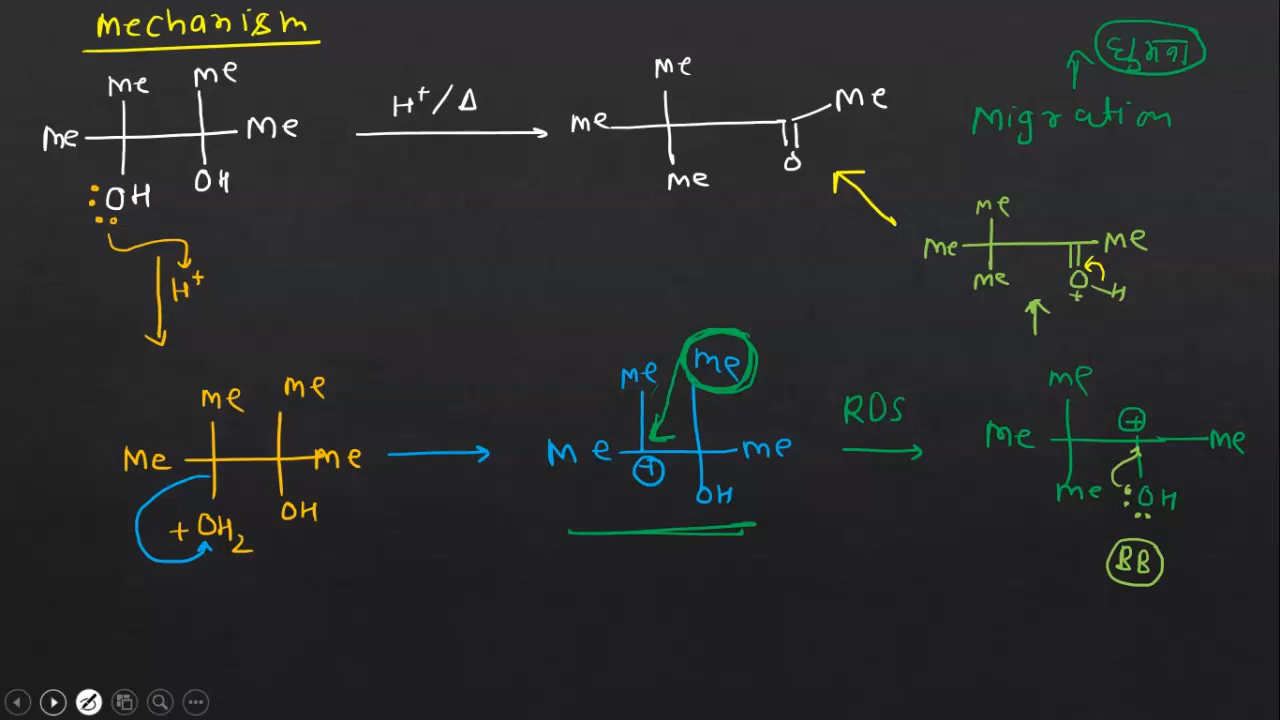 mechanism
Me Me
Me Me
OH OH
H+/Δ
Me
Me Me
Me O
घुमना
Migration
H+
Me
Me Me
Me O + H
Me Me
Me Me
+OH2 OH
Me Me
Me + Me
OH
RDS
Me
Me + Me
Me OH
BB